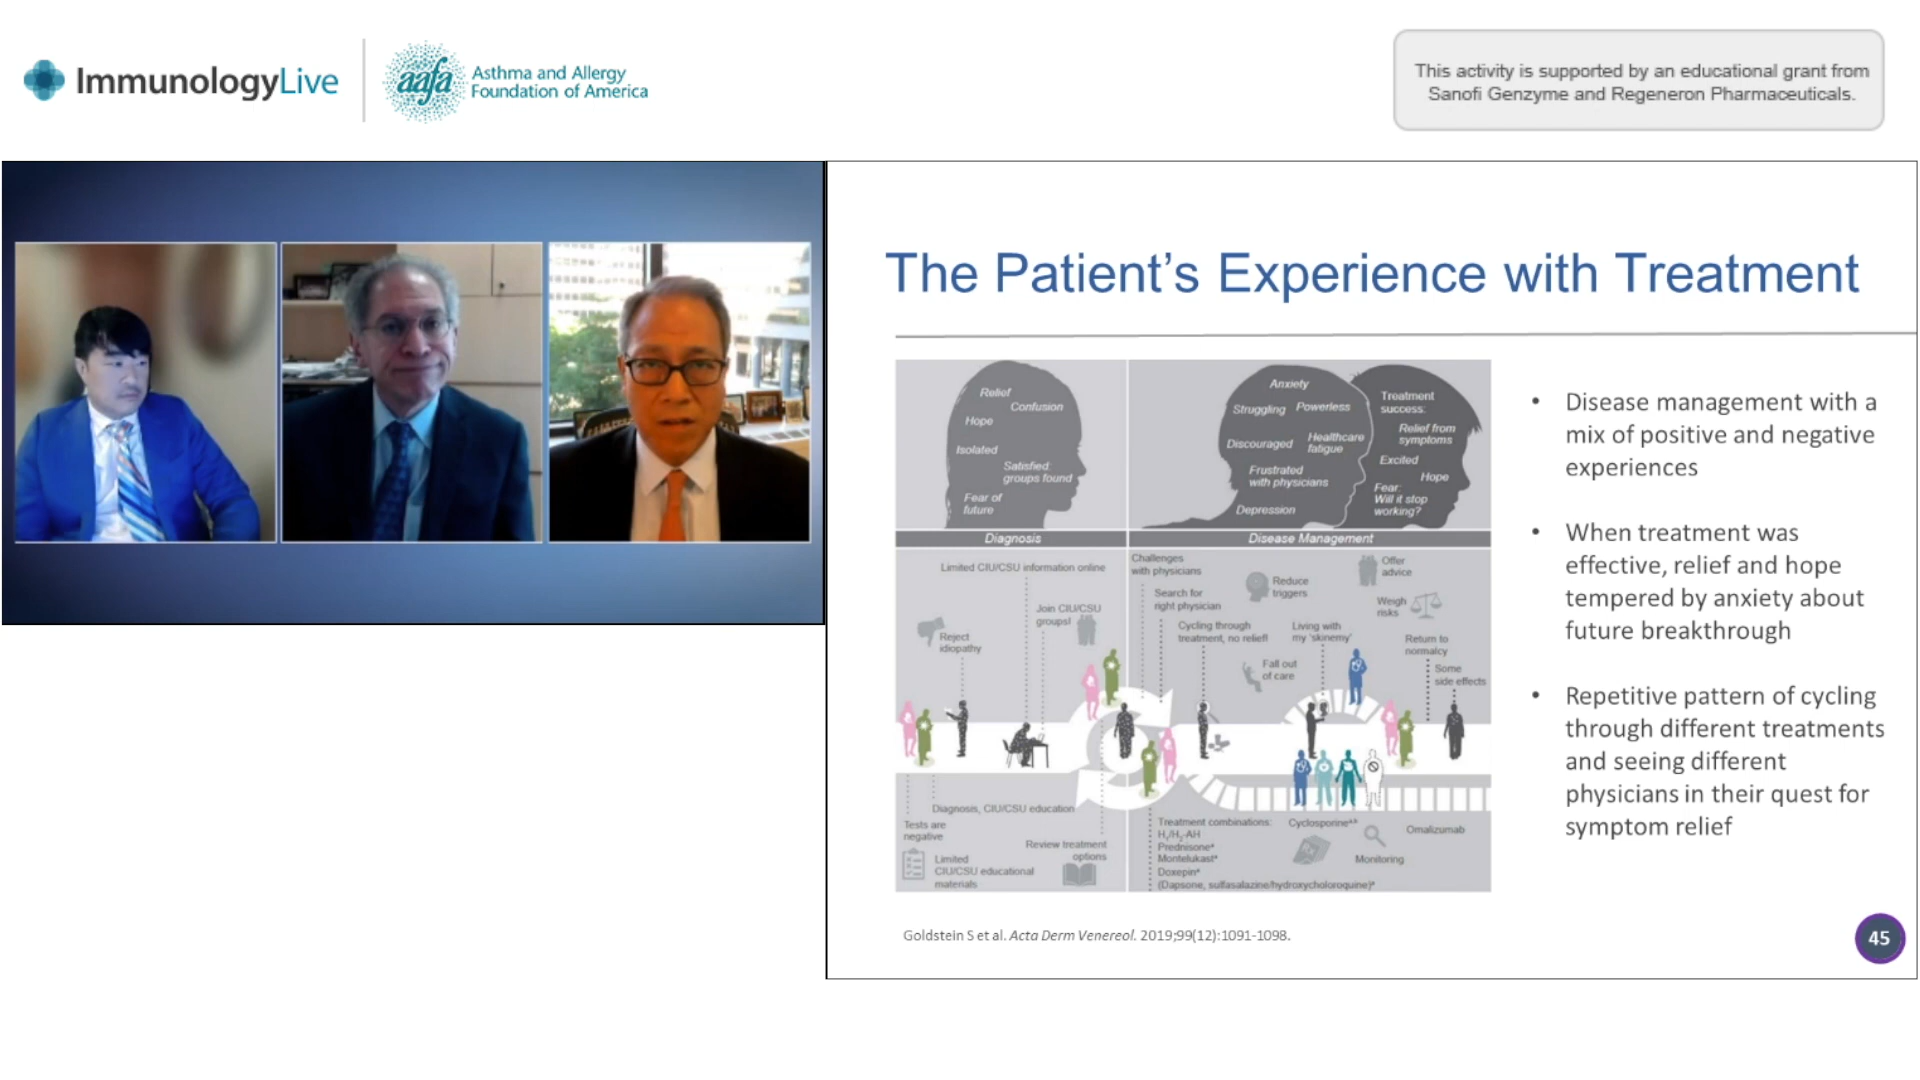 ImmunologyLive
aafa
Asthma and Allergy
Foundation of America
This activity is supported by an educational grant from
Sanofi Genzyme and Regeneron Pharmaceuticals.
The Patient's Experience with Treatment
Relief
Confusion
Hope
Isolated
Satisfied:
groups found
Fear of
future
Anxiety
Struggling
Powerless
Discouraged
Healthcare
fatigue
Frustrated
with physicians
Depression
Treatment
success:
Relief from
symptoms
Excited
Hope
Fear:
Will it stop
working?
Diagnosis
Disease Management
Limited CIU/CSU information online
Join CIU/CSU
groups!
Reject
idiopathy
Challenges
with physicians
Search for
right physician
Cycling through
treatment, no relief!
Reduce
triggers
Living with
my 'skinemy'
Fall out
of care
Offer
advice
Weigh
risks
Return to
normalcy
Some
side effects
Diagnosis, CIU/CSU education
Tests are
negative
Limited
CIU/CSU educational
materials
Review treatment
options
Treatment combinations:
H₁/H₂-AH
Prednisoneᵃ
Montelukastᵃ
Doxepinᵃ
(Dapsone, sulfasalazine/hydroxycholoroquine)ᵃ
Cyclosporineᵃ,ᵇ
Rx
Monitoring
Omalizumab
• Disease management with a
mix of positive and negative
experiences
• When treatment was
effective, relief and hope
tempered by anxiety about
future breakthrough
• Repetitive pattern of cycling
through different treatments
and seeing different
physicians in their quest for
symptom relief
Goldstein S et al. Acta Derm Venereol. 2019;99(12):1091-1098.
45